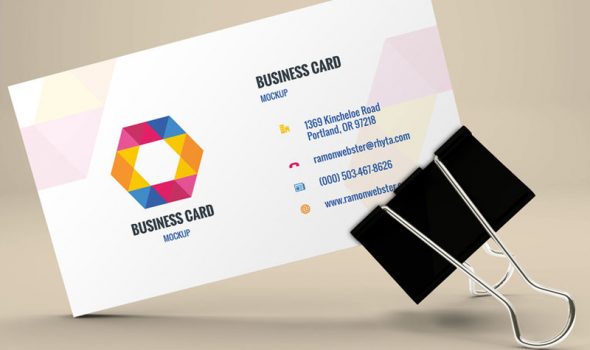 BUSINESS CARD
MOCKUP
BUSINESS CARD
MOCKUP
1369 Kincheloe Road
Portland, OR 97218
ramonwebster@rhyta.com
(000) 503-467-8626
www.ramonwebster.